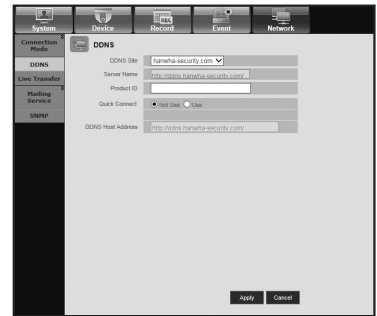 System Device Record Event Network
REC
Connection Mode
DDNS
Live Transfer
Mailing Service
SNMP
DDNS
DDNS Site hanwha-security.com
Server Name http://ddns.hanwha-security.com/
Product ID
Quick Connect Not Use Use
DDNS Host Address http://ddns.hanwha-security.com/
Apply Cancel